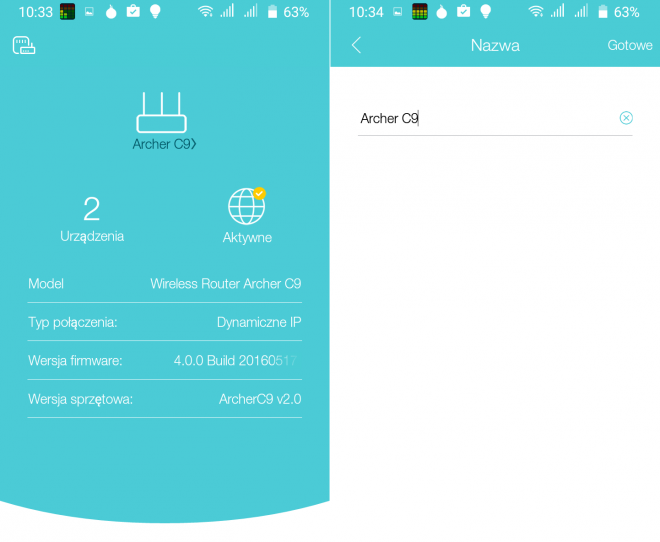 10:33 63%
Archer C9>
2
Urządzenia
Aktywne
Model Wireless Router Archer C9
Typ połączenia: Dynamiczne IP
Wersja firmware: 4.0.0 Build 20160517
Wersja sprzętowa: ArcherC9 v2.0
10:34 63%
Nazwa Gotowe
Archer C9